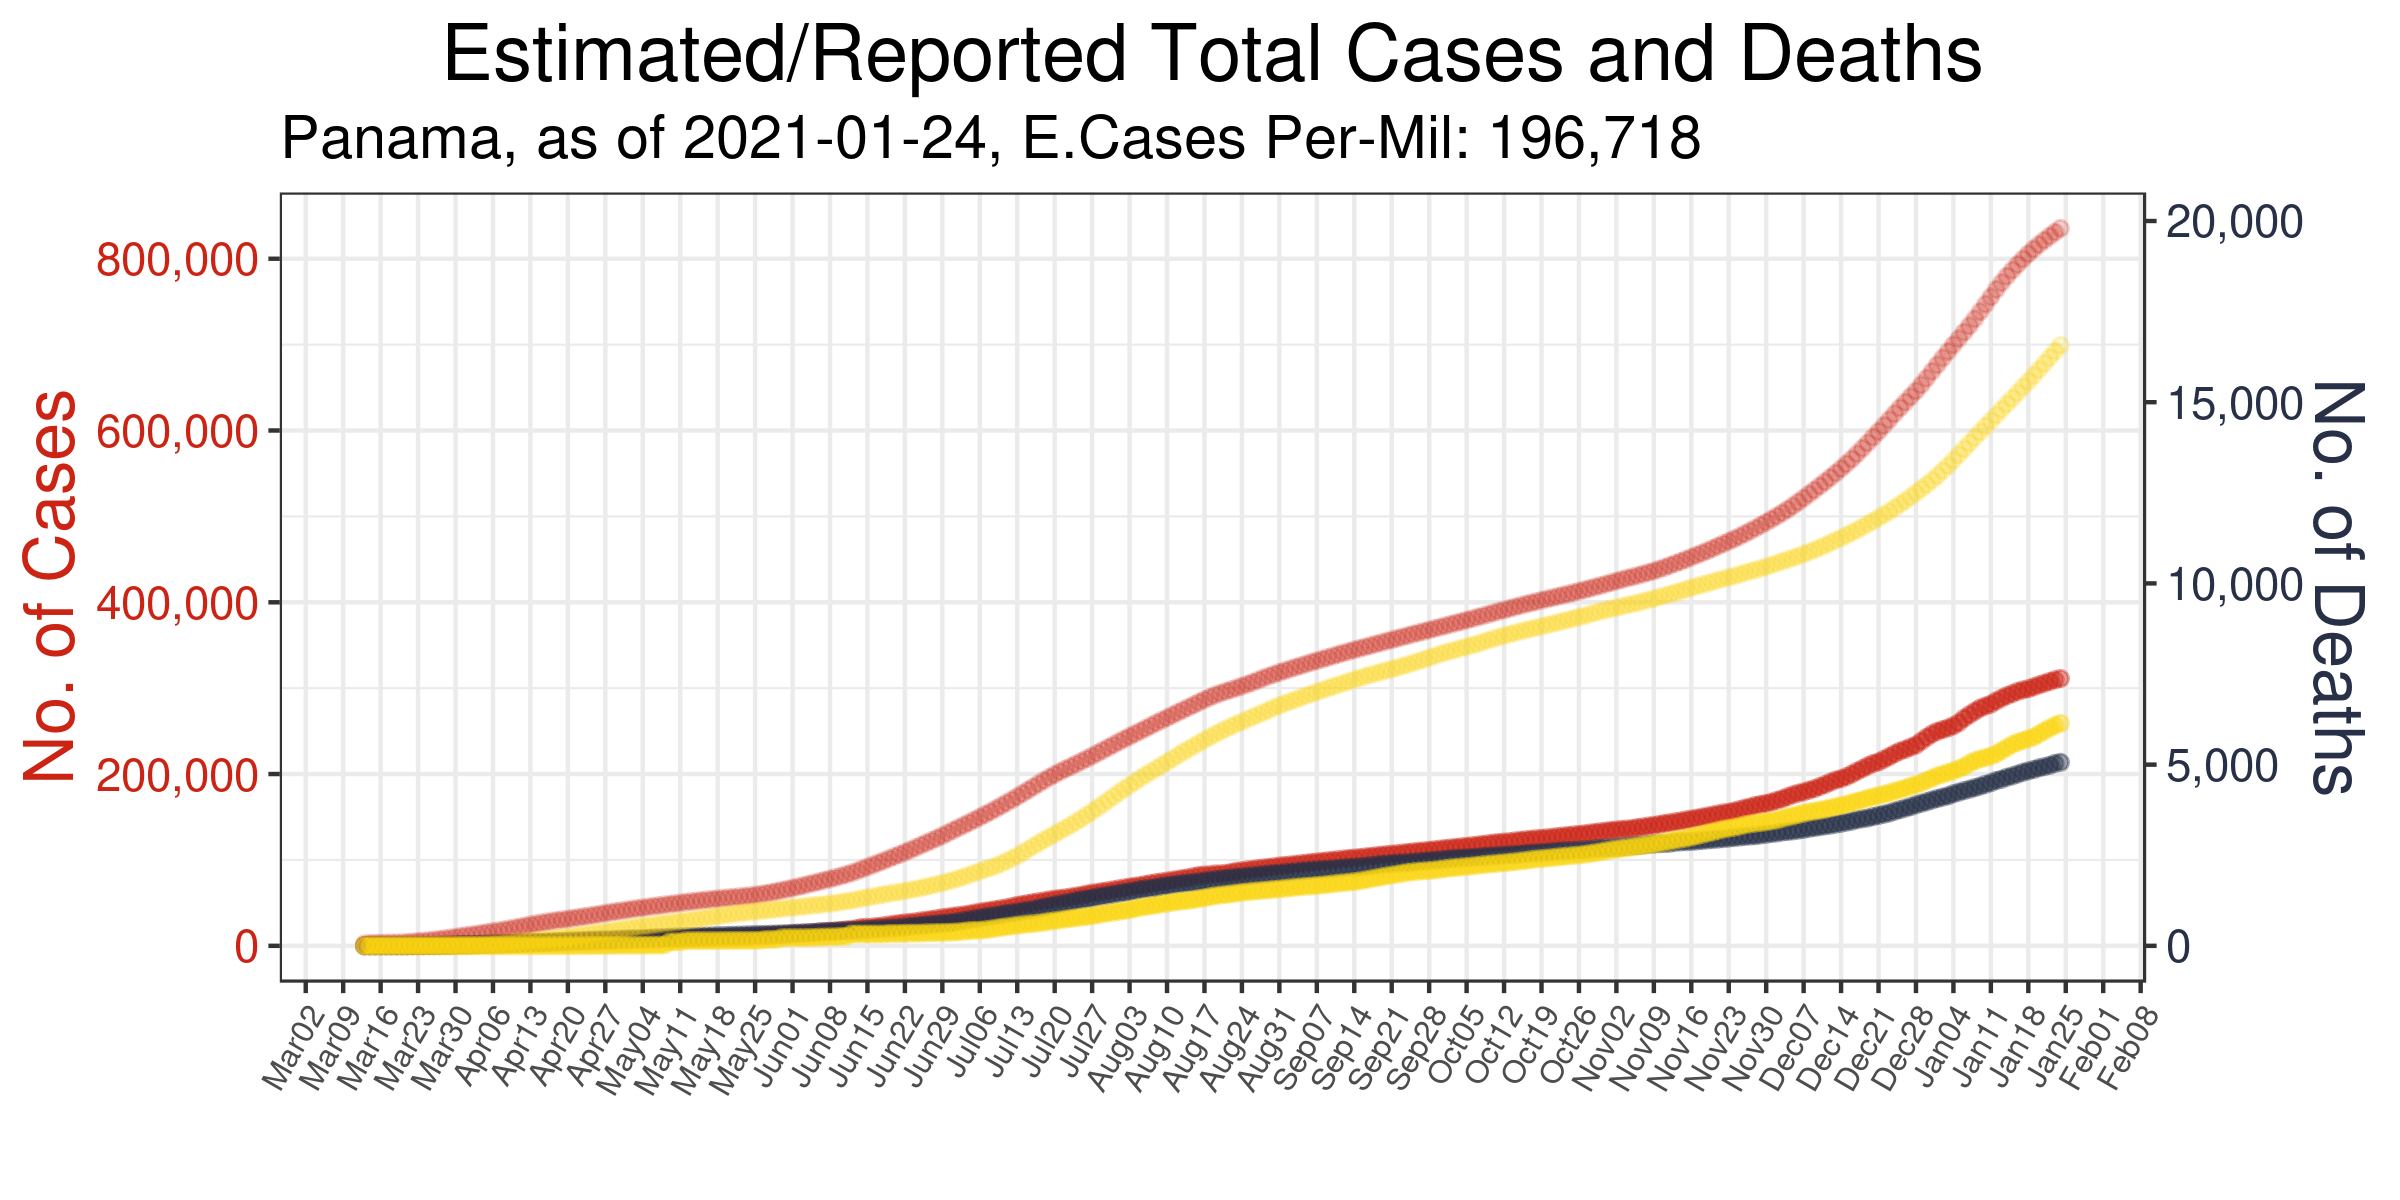 Estimated/Reported Total Cases and Deaths
Panama, as of 2021-01-24, E.Cases Per-Mil: 196,718
No. of Cases
800,000
600,000
400,000
200,000
0
20,000
15,000
10,000
5,000
0
No. of Deaths
Mar02
Mar09
Mar16
Mar23
Mar30
Apr06
Apr13
Apr20
Apr27
May04
May11
May18
May25
Jun01
Jun08
Jun15
Jun22
Jun29
Jul06
Jul13
Jul20
Jul27
Aug03
Aug10
Aug17
Aug24
Aug31
Sep07
Sep14
Sep21
Sep28
Oct05
Oct12
Oct19
Oct26
Nov02
Nov09
Nov16
Nov23
Nov30
Dec07
Dec14
Dec21
Dec28
Jan04
Jan11
Jan18
Jan25
Feb01
Feb08